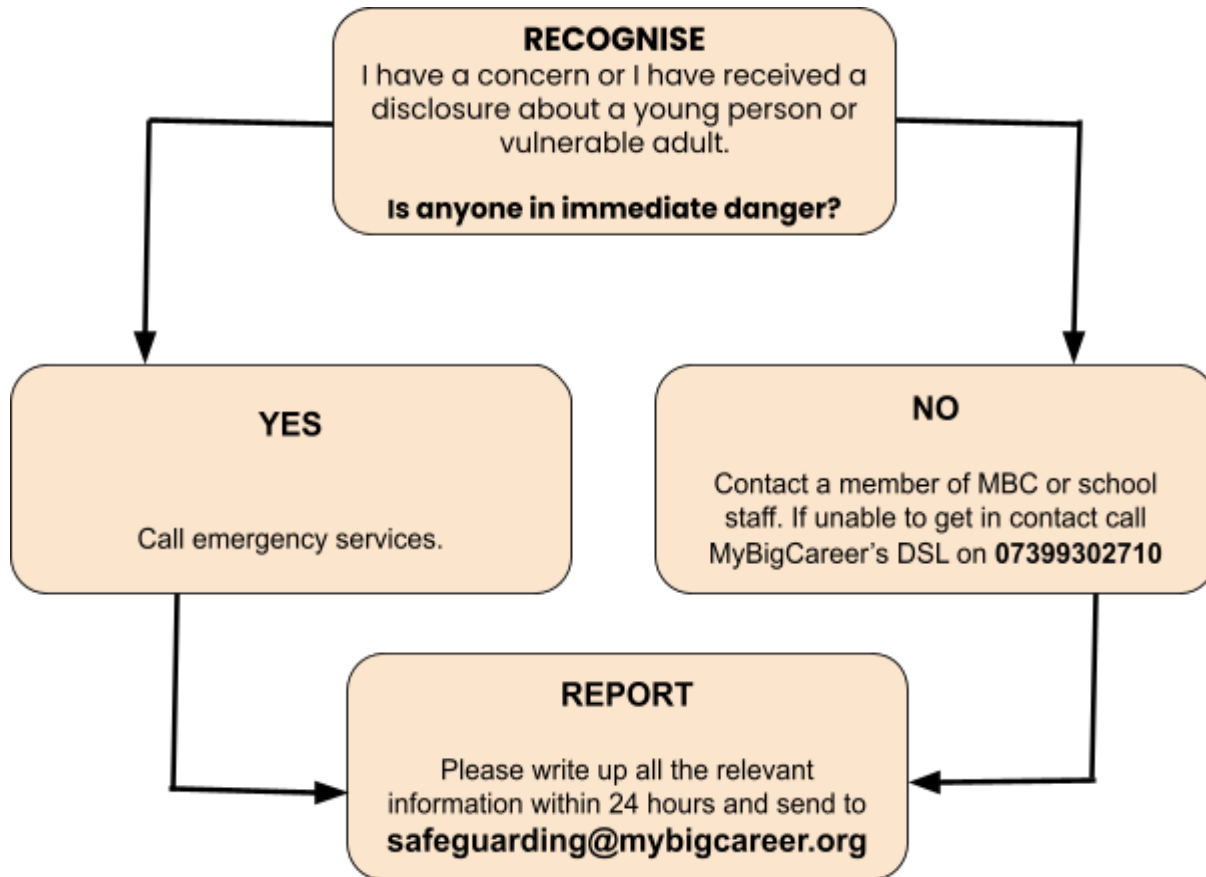 RECOGNISE
I have a concern or I have received a
disclosure about a young person or
vulnerable adult.
Is anyone in immediate danger?
YES
Call emergency services.
NO
Contact a member of MBC or school
staff. If unable to get in contact call
MyBigCareer's DSL on 07399302710
REPORT
Please write up all the relevant
information within 24 hours and send to
safeguarding@mybigcareer.org